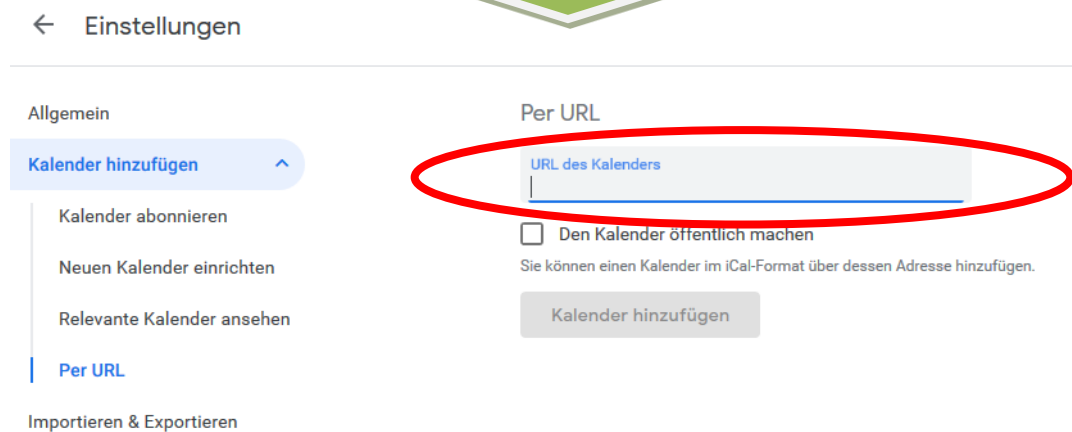 Einstellungen
Allgemein
Kalender hinzufügen
Kalender abonnieren
Neuen Kalender einrichten
Relevante Kalender ansehen
Per URL
Importieren & Exportieren
Per URL
URL des Kalenders
Den Kalender öffentlich machen
Sie können einen Kalender im iCal-Format über dessen Adresse hinzufügen.
Kalender hinzufügen